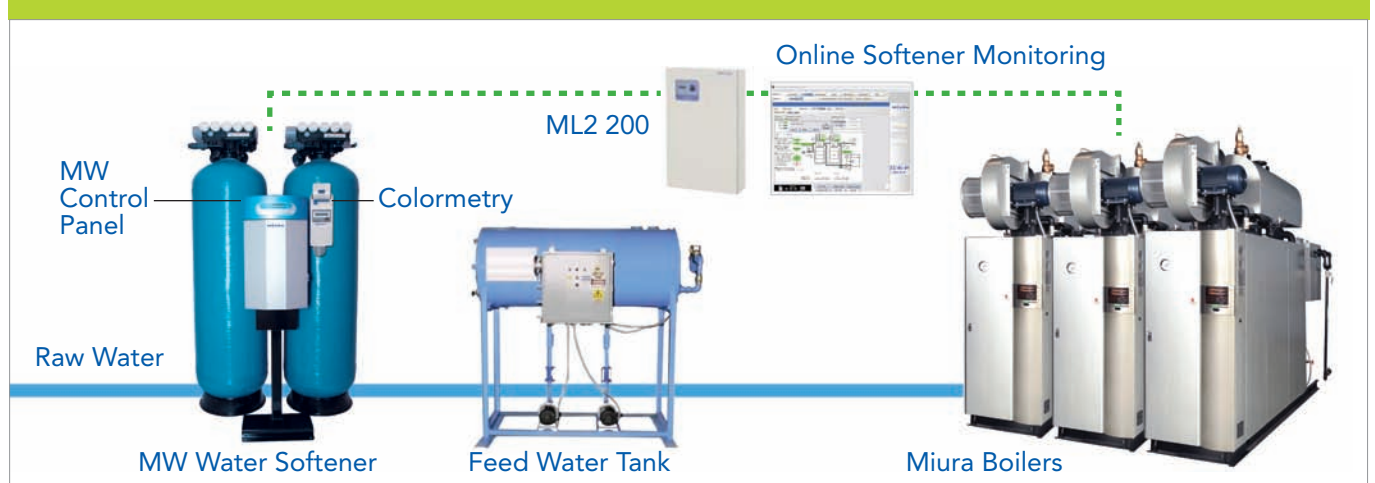 Online Softener Monitoring
ML2 200
MW
Control
Panel
Colormetry
Raw Water
MW Water Softener
Feed Water Tank
Miura Boilers